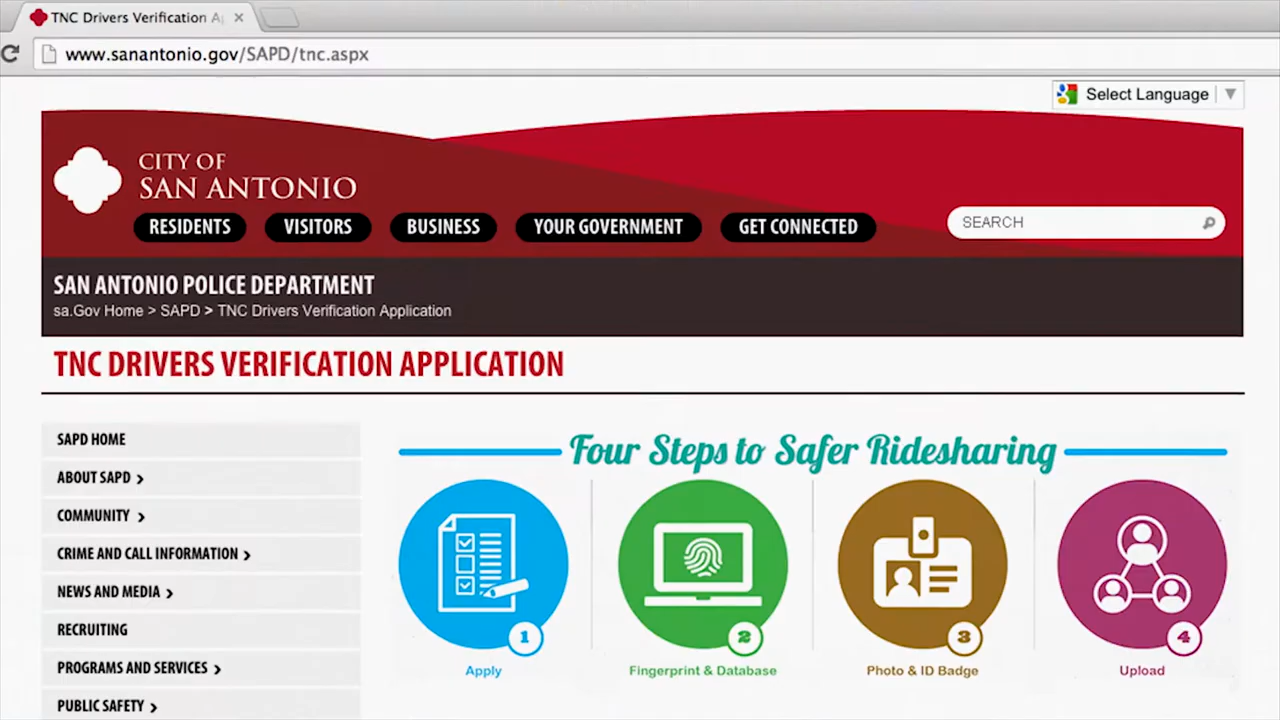 TNC Drivers Verification A
www.sanantonio.gov/SAPD/tnc.aspx
Select Language
CITY OF
SAN ANTONIO
RESIDENTS VISITORS BUSINESS YOUR GOVERNMENT GET CONNECTED
SEARCH
SAN ANTONIO POLICE DEPARTMENT
sa.Gov Home > SAPD > TNC Drivers Verification Application
TNC DRIVERS VERIFICATION APPLICATION
SAPD HOME
ABOUT SAPD
COMMUNITY
CRIME AND CALL INFORMATION
NEWS AND MEDIA
RECRUITING
PROGRAMS AND SERVICES
PUBLIC SAFETY
Four Steps to Safer Ridesharing
1 2 3 4
Apply Fingerprint & Database Photo & ID Badge Upload